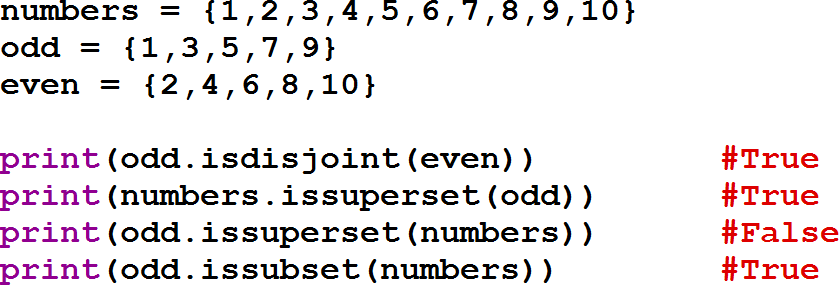 numbers = {1,2,3,4,5,6,7,8,9,10}
odd = {1,3,5,7,9}
even = {2,4,6,8,10}
print(odd.isdisjoint(even)) #True
print(numbers.issuperset(odd)) #True
print(odd.issuperset(numbers)) #False
print(odd.issubset(numbers)) #True